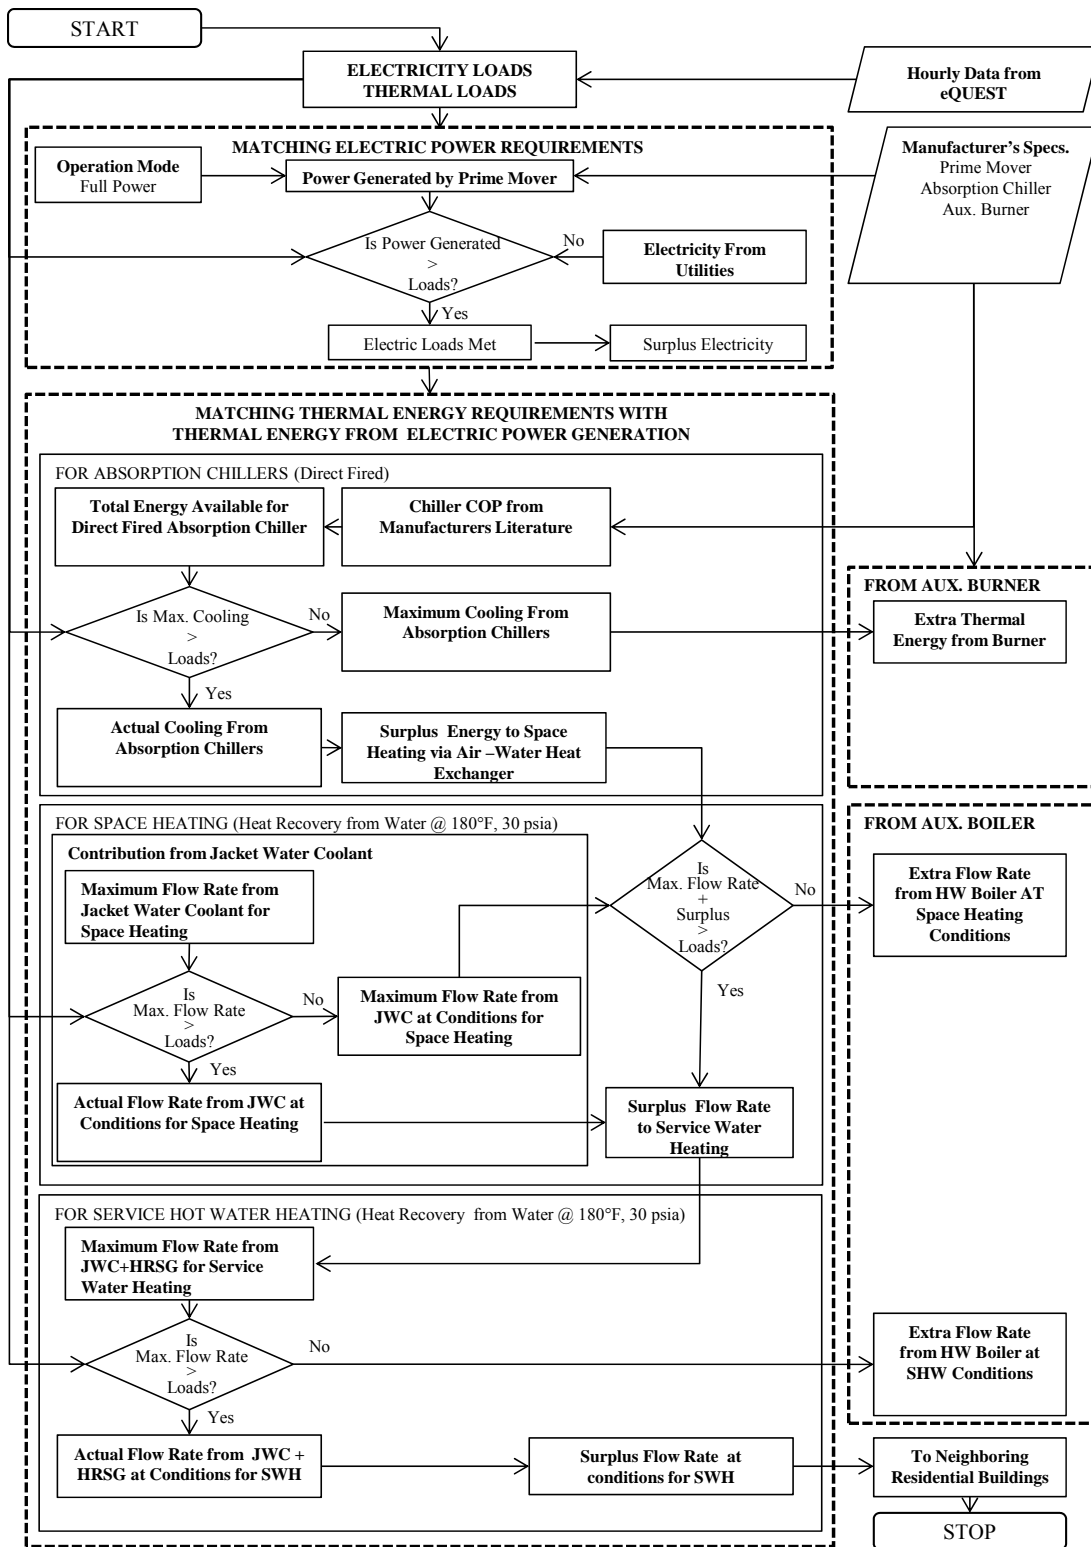 START
ELECTRICITY LOADS
THERMAL LOADS
Hourly Data from
eQUEST
MATCHING ELECTRIC POWER REQUIREMENTS
Operation Mode
Full Power
Power Generated by Prime Mover
Manufacturer's Specs.
Prime Mover
Absorption Chiller
Aux. Burner
Is Power Generated
>
Loads?
No
Electricity From
Utilities
Yes
Electric Loads Met
Surplus Electricity
MATCHING THERMAL ENERGY REQUIREMENTS WITH
THERMAL ENERGY FROM ELECTRIC POWER GENERATION
FOR ABSORPTION CHILLERS (Direct Fired)
Total Energy Available for
Direct Fired Absorption Chiller
Chiller COP from
Manufacturers Literature
Is Max. Cooling
>
Loads?
No
Maximum Cooling From
Absorption Chillers
FROM AUX. BURNER
Extra Thermal
Energy from Burner
Yes
Actual Cooling From
Absorption Chillers
Surplus Energy to Space
Heating via Air –Water Heat
Exchanger
FOR SPACE HEATING (Heat Recovery from Water @ 180°F, 30 psia)
Contribution from Jacket Water Coolant
Maximum Flow Rate from
Jacket Water Coolant for
Space Heating
Is
Max. Flow Rate
+
Surplus
>
Loads?
No
FROM AUX. BOILER
Extra Flow Rate
from HW Boiler AT
Space Heating
Conditions
Is
Max. Flow Rate
>
Loads?
No
Maximum Flow Rate from
JWC at Conditions for
Space Heating
Yes
Yes
Actual Flow Rate from JWC at
Conditions for Space Heating
Surplus Flow Rate
to Service Water
Heating
FOR SERVICE HOT WATER HEATING (Heat Recovery from Water @ 180°F, 30 psia)
Maximum Flow Rate from
JWC+HRSG for Service
Water Heating
Is
Max. Flow Rate
>
Loads?
No
Extra Flow Rate
from HW Boiler at
SHW Conditions
Yes
Actual Flow Rate from JWC +
HRSG at Conditions for SWH
Surplus Flow Rate at
conditions for SWH
To Neighboring
Residential Buildings
STOP